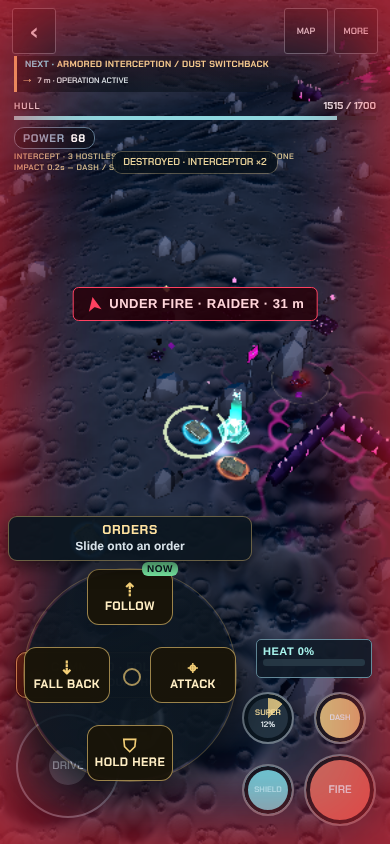 ‹
MAP
MORE
NEXT · ARMORED INTERCEPTION / DUST SWITCHBACK
→ 7 m · OPERATION ACTIVE
HULL
1515 / 1700
POWER 68
INTERCEPT · 3 HOSTILES
IMPACT 0.2s — DASH / S
DESTROYED · INTERCEPTOR ×2
UNDER FIRE · RAIDER · 31 m
ORDERS
Slide onto an order
NOW
FOLLOW
FALL BACK
ATTACK
HOLD HERE
HEAT 0%
SUPER
12%
DASH
DRIVE
SHIELD
FIRE